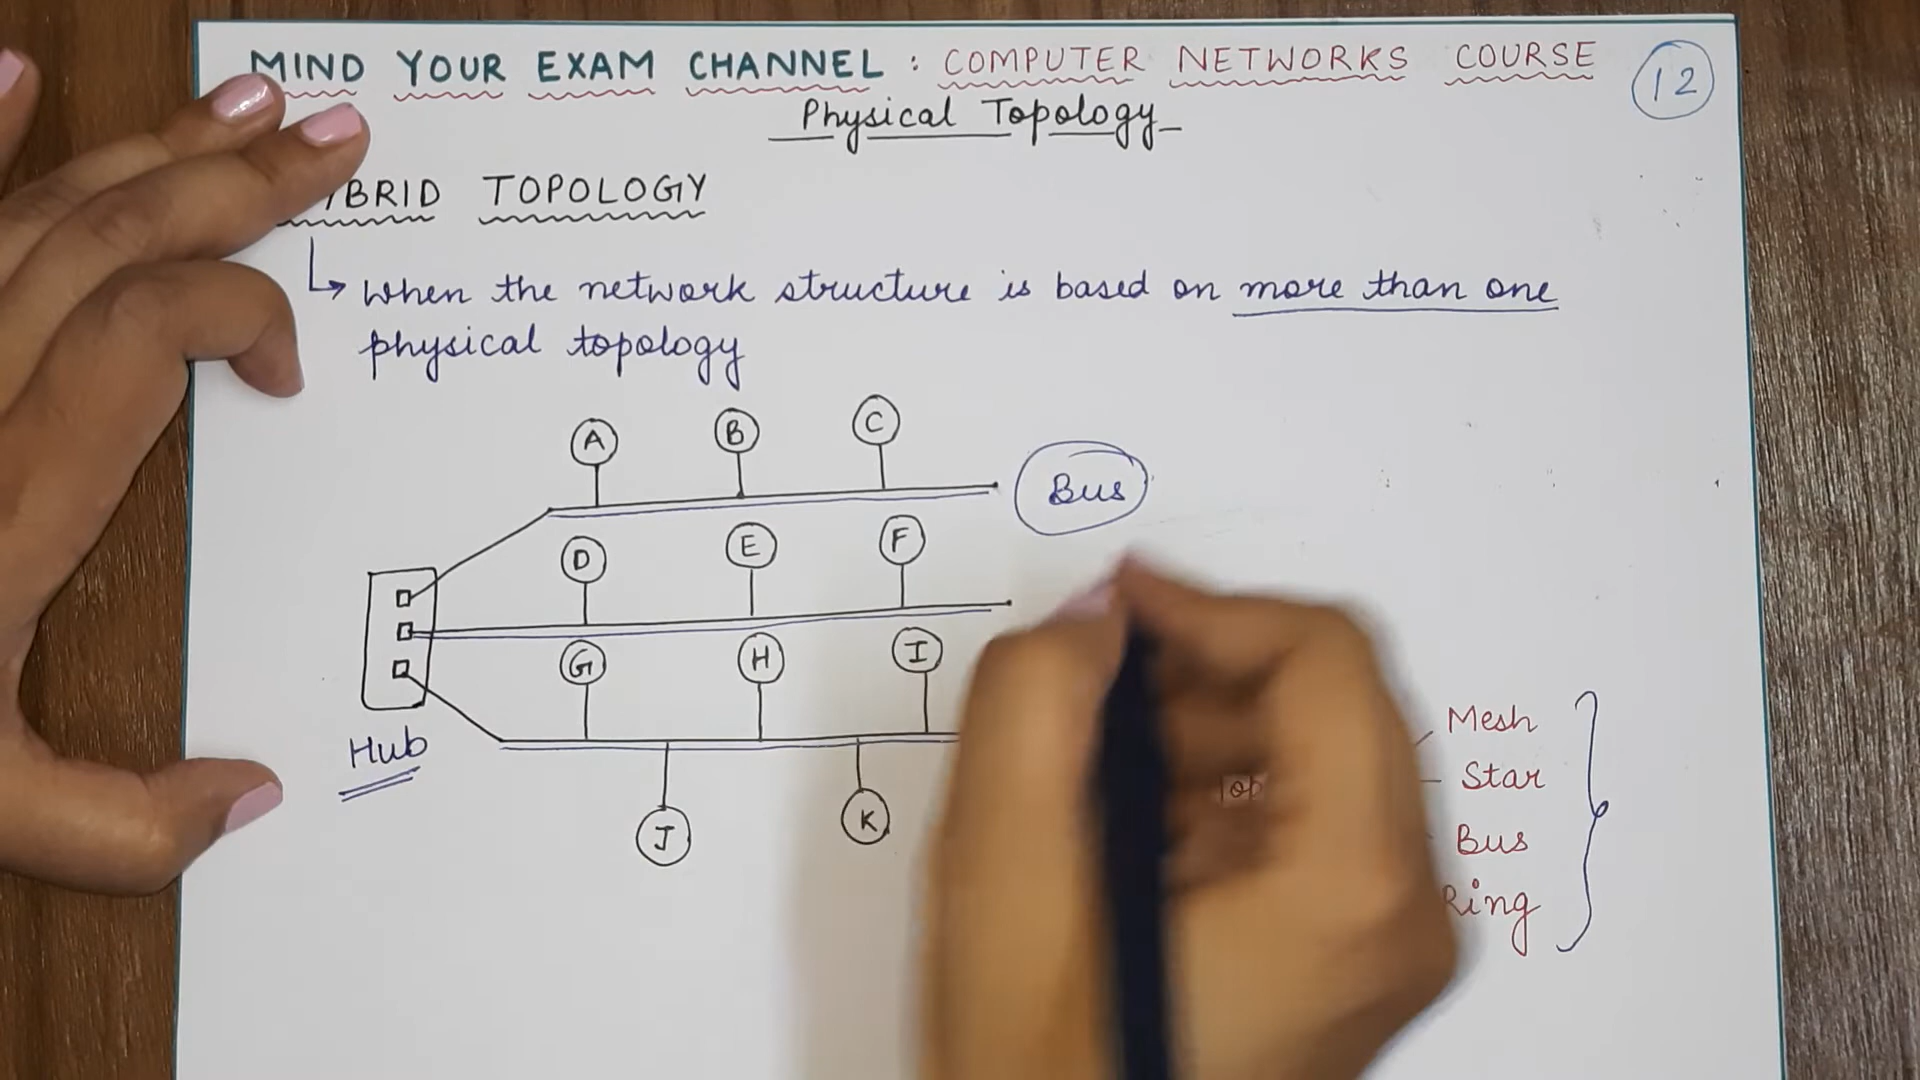 MIND YOUR EXAM CHANNEL : COMPUTER NETWORKS COURSE
12
Physical Topology
TOPOLOGY
↳ When the network structure is based on more than one
physical topology
A B C
Bus
D E F
G H I
Hub
J K
Mesh
Star
Bus
Ring